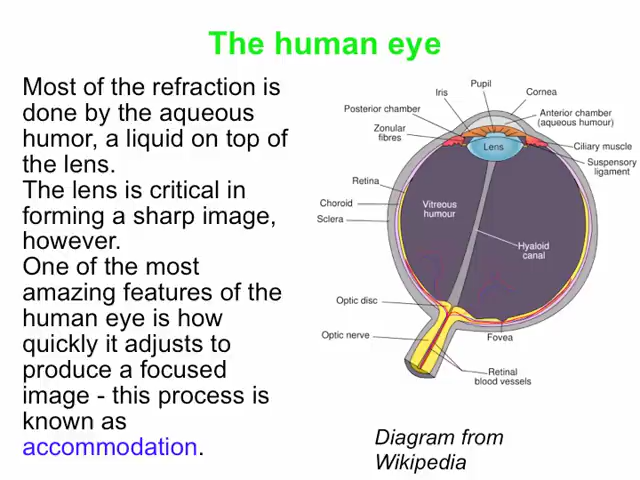 The human eye
Most of the refraction is
done by the aqueous
humor, a liquid on top of
the lens.
The lens is critical in
forming a sharp image,
however.
One of the most
amazing features of the
human eye is how
quickly it adjusts to
produce a focused
image - this process is
known as
accommodation.
Pupil
Iris
Cornea
Posterior chamber
Anterior chamber
(aqueous humour)
Zonular
fibres
Lens
Ciliary muscle
Suspensory
ligament
Retina
Choroid
Vitreous
humour
Sclera
Hyaloid
canal
Optic disc
Optic nerve
Fovea
Retinal
blood vessels
Diagram from
Wikipedia